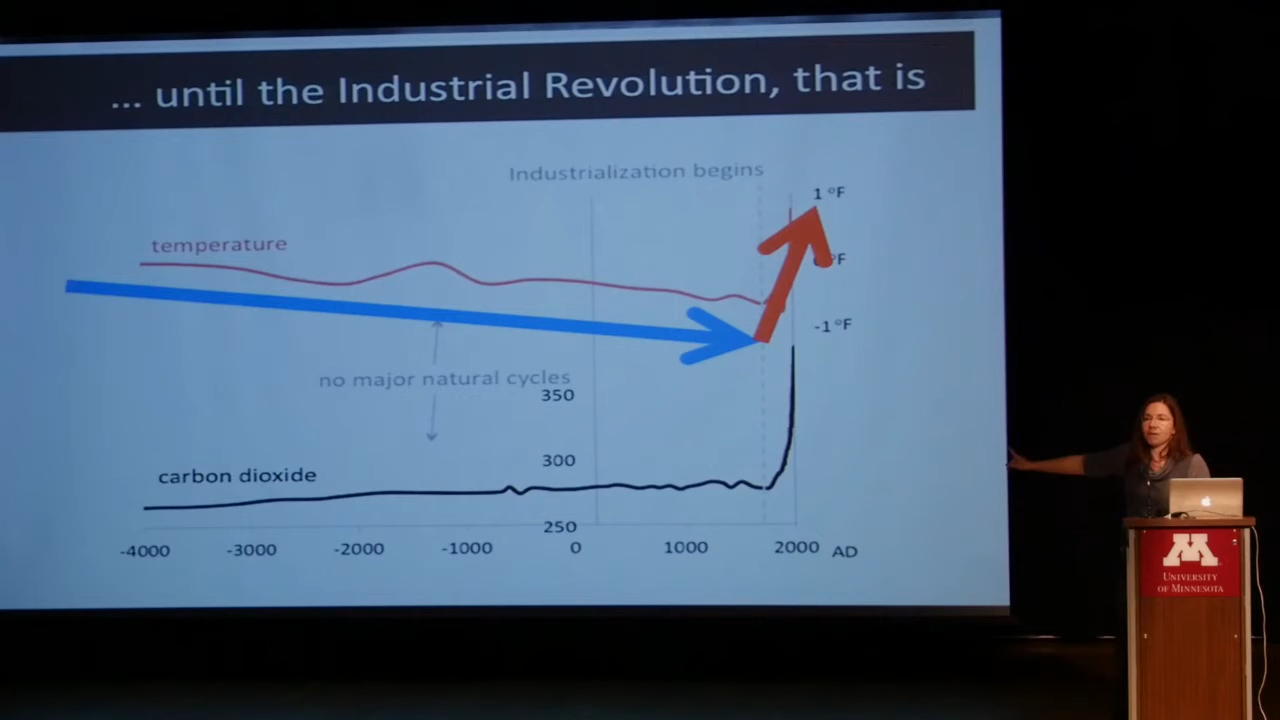 ... until the Industrial Revolution, that is
Industrialization begins
1 °F
temperature
°F
-1 °F
no major natural cycles
350
300
carbon dioxide
250
-4000 -3000 -2000 -1000 0 1000 2000 AD
M
UNIVERSITY
OF MINNESOTA